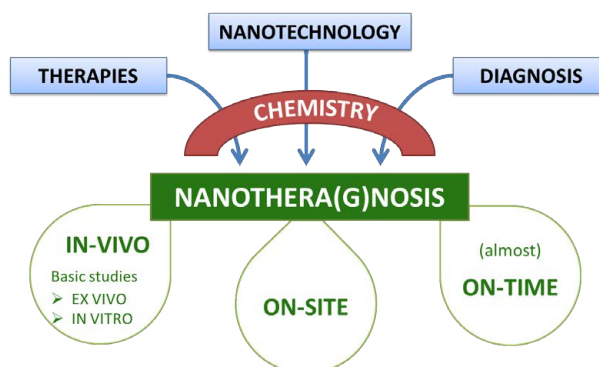 NANOTECHNOLOGY
THERAPIES
DIAGNOSIS
CHEMISTRY
NANOTHERA(G)NOSIS
IN-VIVO
Basic studies
➢ EX VIVO
➢ IN VITRO
ON-SITE
(almost)
ON-TIME